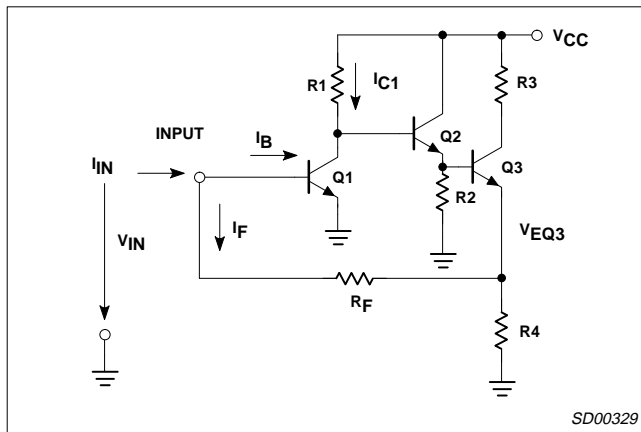 VCC
R1
IC1
R3
INPUT
IB
Q2
IIN
Q1
Q3
R2
IF
VIN
VEQ3
RF
R4
SD00329